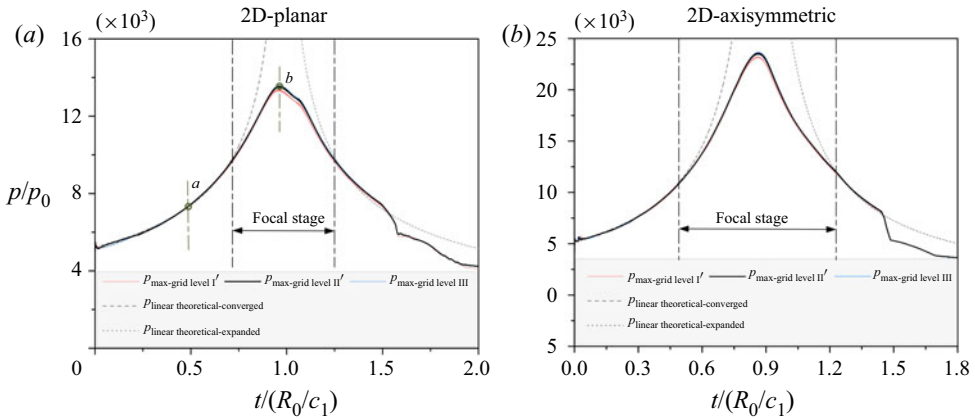 2D-planar
2D-axisymmetric
(a)
(×10³)
(b)
(×10³)
16
12
8
4
0
p/p₀
a
b
Focal stage
p_max-grid level I′
p_max-grid level II′
p_max-grid level III
p_linear theoretical-converged
p_linear theoretical-expanded
0.5
1.0
1.5
2.0
t/(R₀/c₁)
25
20
15
10
5
0
5
Focal stage
p_max-grid level I′
p_max-grid level II′
p_max-grid level III
p_linear theoretical-converged
p_linear theoretical-expanded
0.0
0.3
0.6
0.9
1.2
1.5
1.8
t/(R₀/c₁)